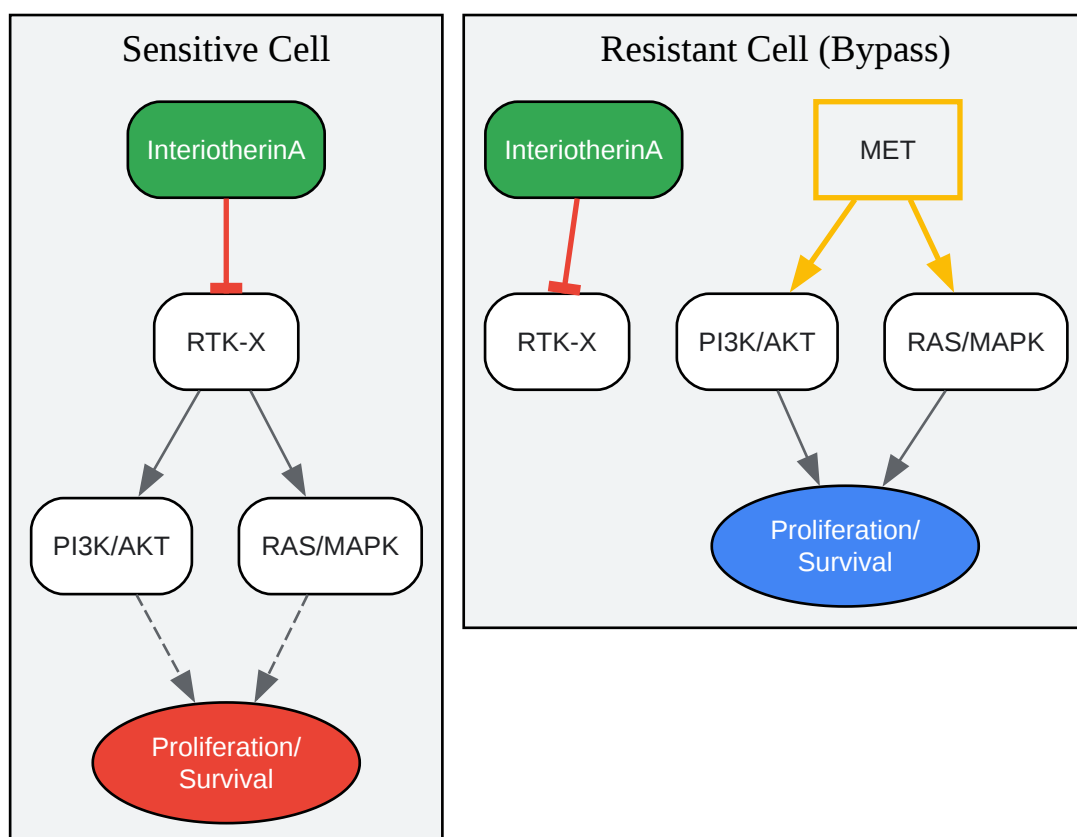 Sensitive Cell
InteriotherinA
RTK-X
PI3K/AKT
RAS/MAPK
Proliferation/
Survival
Resistant Cell (Bypass)
InteriotherinA
MET
RTK-X
PI3K/AKT
RAS/MAPK
Proliferation/
Survival